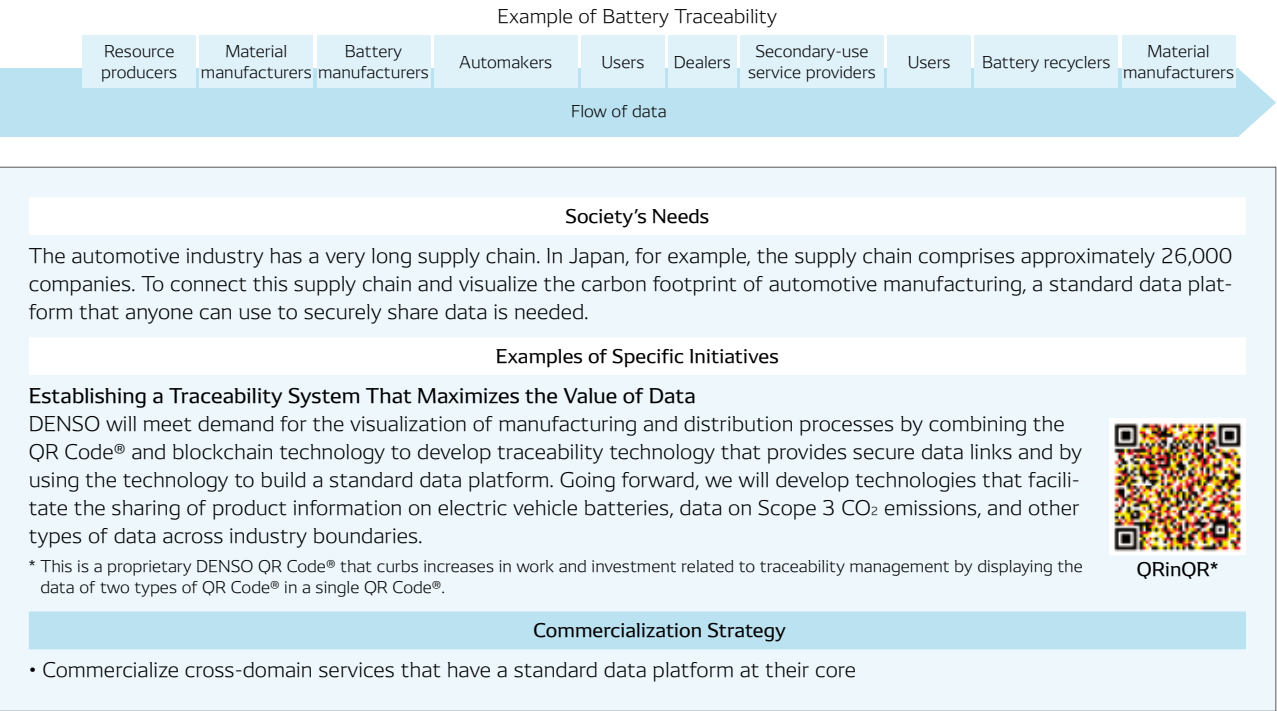 Example of Battery Traceability
Resource
producers
Material
manufacturers
Battery
manufacturers
Automakers
Users
Dealers
Secondary-use
service providers
Users
Battery recyclers
Material
manufacturers
Flow of data
Society’s Needs
The automotive industry has a very long supply chain. In Japan, for example, the supply chain comprises approximately 26,000
companies. To connect this supply chain and visualize the carbon footprint of automotive manufacturing, a standard data plat-
form that anyone can use to securely share data is needed.
Examples of Specific Initiatives
Establishing a Traceability System That Maximizes the Value of Data
DENSO will meet demand for the visualization of manufacturing and distribution processes by combining the
QR Code® and blockchain technology to develop traceability technology that provides secure data links and by
using the technology to build a standard data platform. Going forward, we will develop technologies that facili-
tate the sharing of product information on electric vehicle batteries, data on Scope 3 CO₂ emissions, and other
types of data across industry boundaries.
* This is a proprietary DENSO QR Code® that curbs increases in work and investment related to traceability management by displaying the
data of two types of QR Code® in a single QR Code®.
QRinQR*
Commercialization Strategy
• Commercialize cross-domain services that have a standard data platform at their core